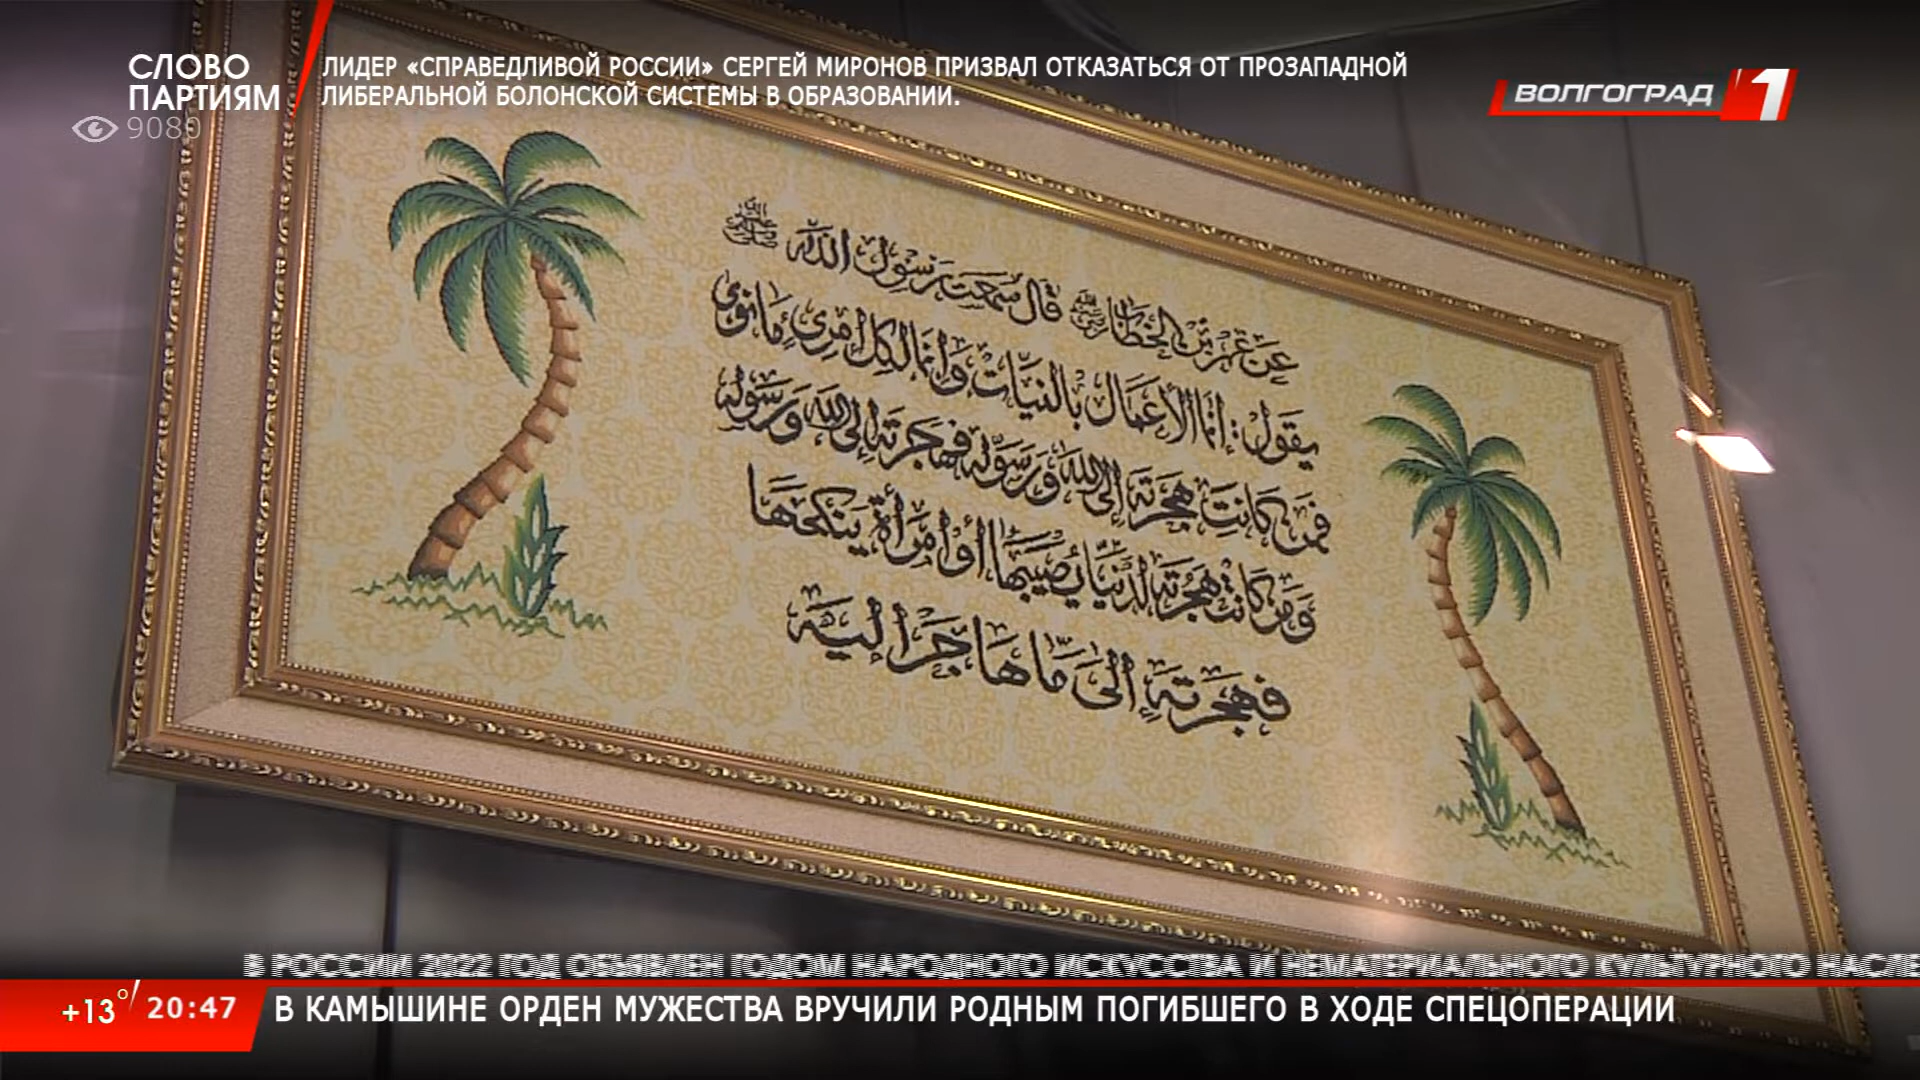 СЛОВО
ПАРТИЯМ
ЛИДЕР «СПРАВЕДЛИВОЙ РОССИИ» СЕРГЕЙ МИРОНОВ ПРИЗВАЛ ОТКАЗАТЬСЯ ОТ ПРОЗАПАДНОЙ
ЛИБЕРАЛЬНОЙ БОЛОНСКОЙ СИСТЕМЫ В ОБРАЗОВАНИИ.
ВОЛГОГРАД 1
عن عمر بن الخطاب رضي الله عنه قال سمعت رسول الله ﷺ
يقول: إنما الأعمال بالنيات وإنما لكل امرئ ما نوى
فمن كانت هجرته إلى الله ورسوله فهجرته إلى الله ورسوله
ومن كانت هجرته لدنيا يصيبها أو امرأة ينكحها
فهجرته إلى ما هاجر إليه
В РОССИИ 2022 ГОД ОБЪЯВЛЕН ГОДОМ НАРОДНОГО ИСКУССТВА И НЕМАТЕРИАЛЬНОГО КУЛЬТУРНОГО НАСЛЕ
+13° 20:47 В КАМЫШИНЕ ОРДЕН МУЖЕСТВА ВРУЧИЛИ РОДНЫМ ПОГИБШЕГО В ХОДЕ СПЕЦОПЕРАЦИИ